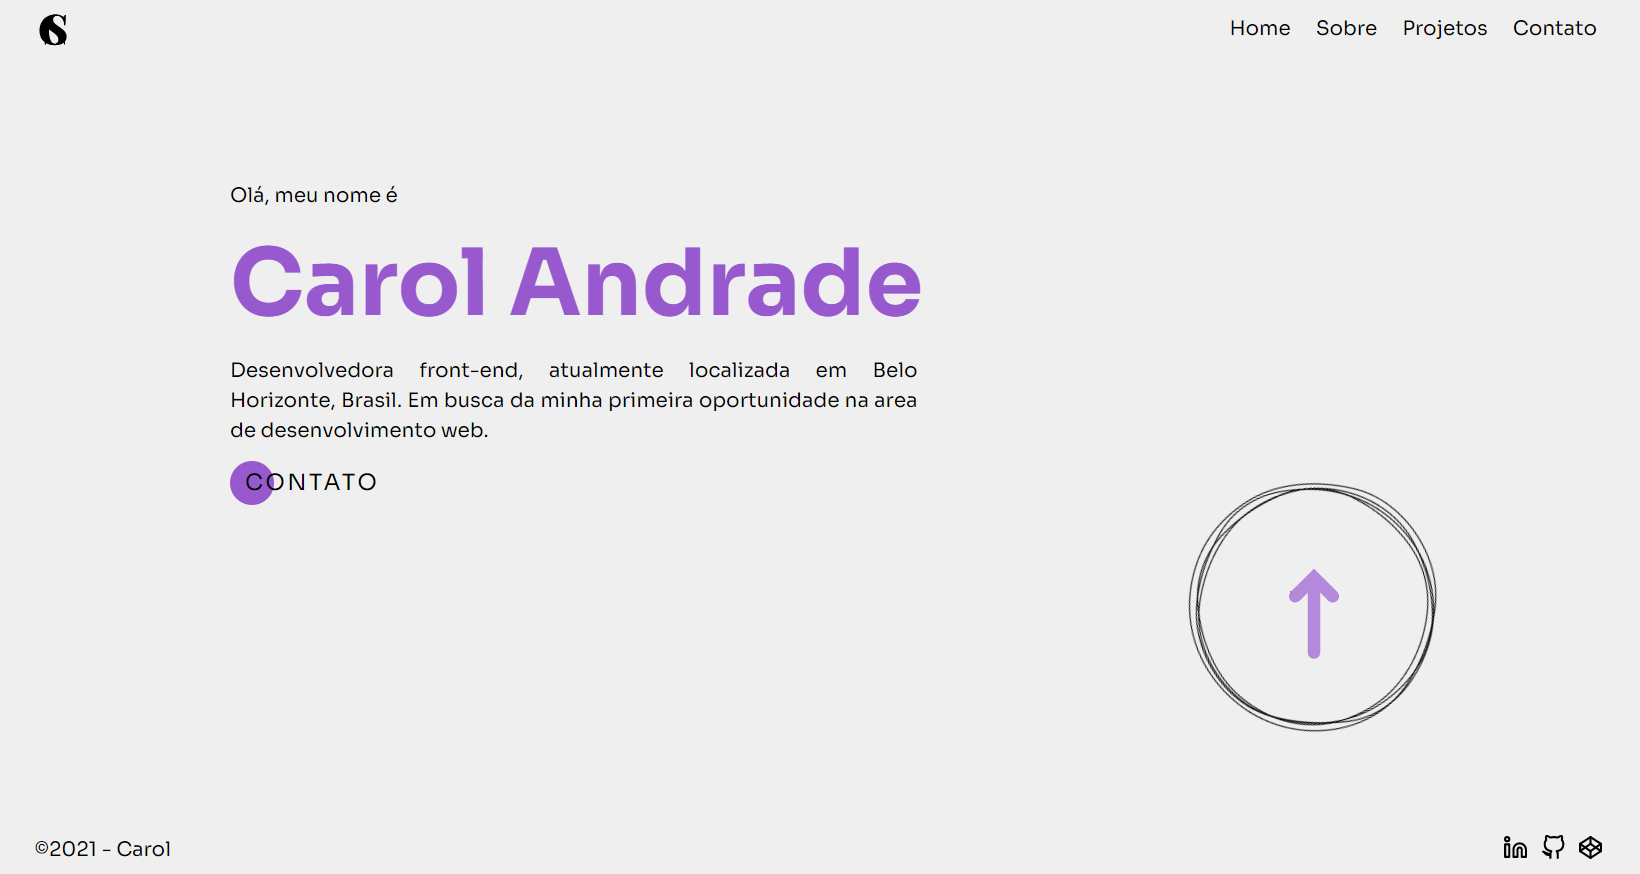 S
Home Sobre Projetos Contato
Olá, meu nome é
Carol Andrade
Desenvolvedora front-end, atualmente localizada em Belo
Horizonte, Brasil. Em busca da minha primeira oportunidade na area
de desenvolvimento web.
CONTATO
©2021 - Carol
in